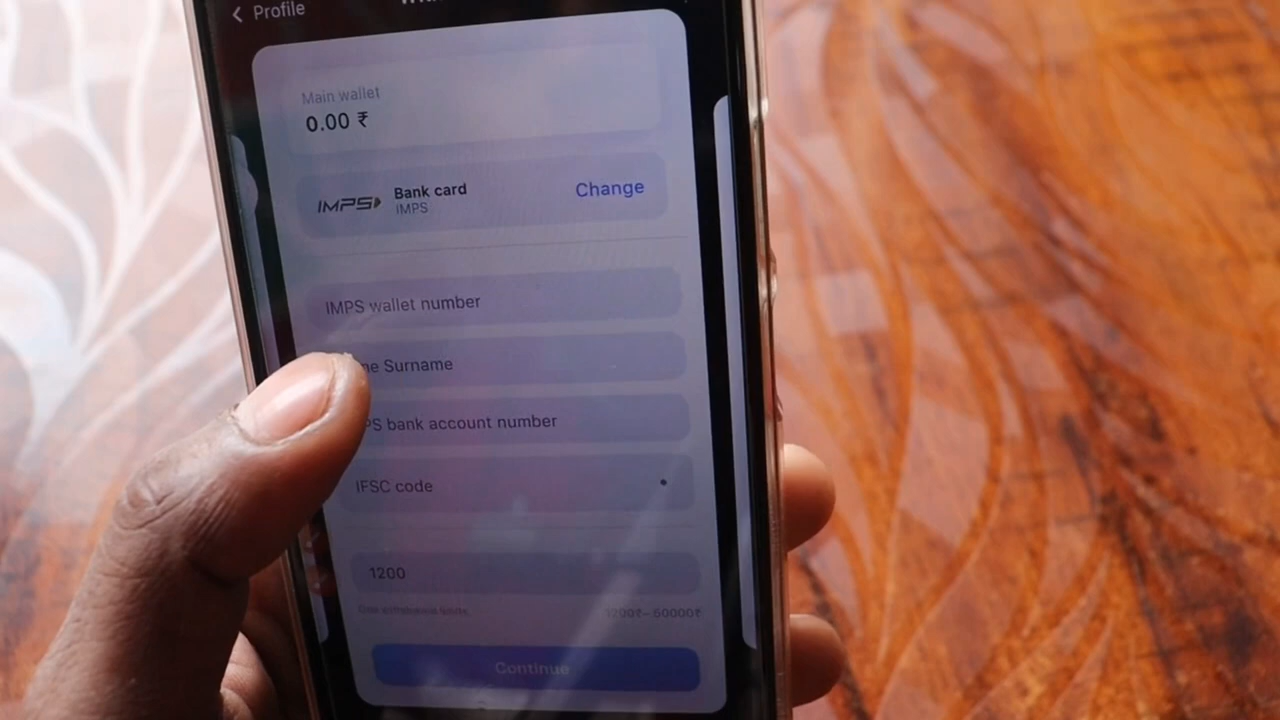 Profile
Main wallet
0.00 ₹
IMPS
Bank card
IMPS
Change
IMPS wallet number
Surname
bank account number
IFSC code
1200
1200₹–60000₹
Continue